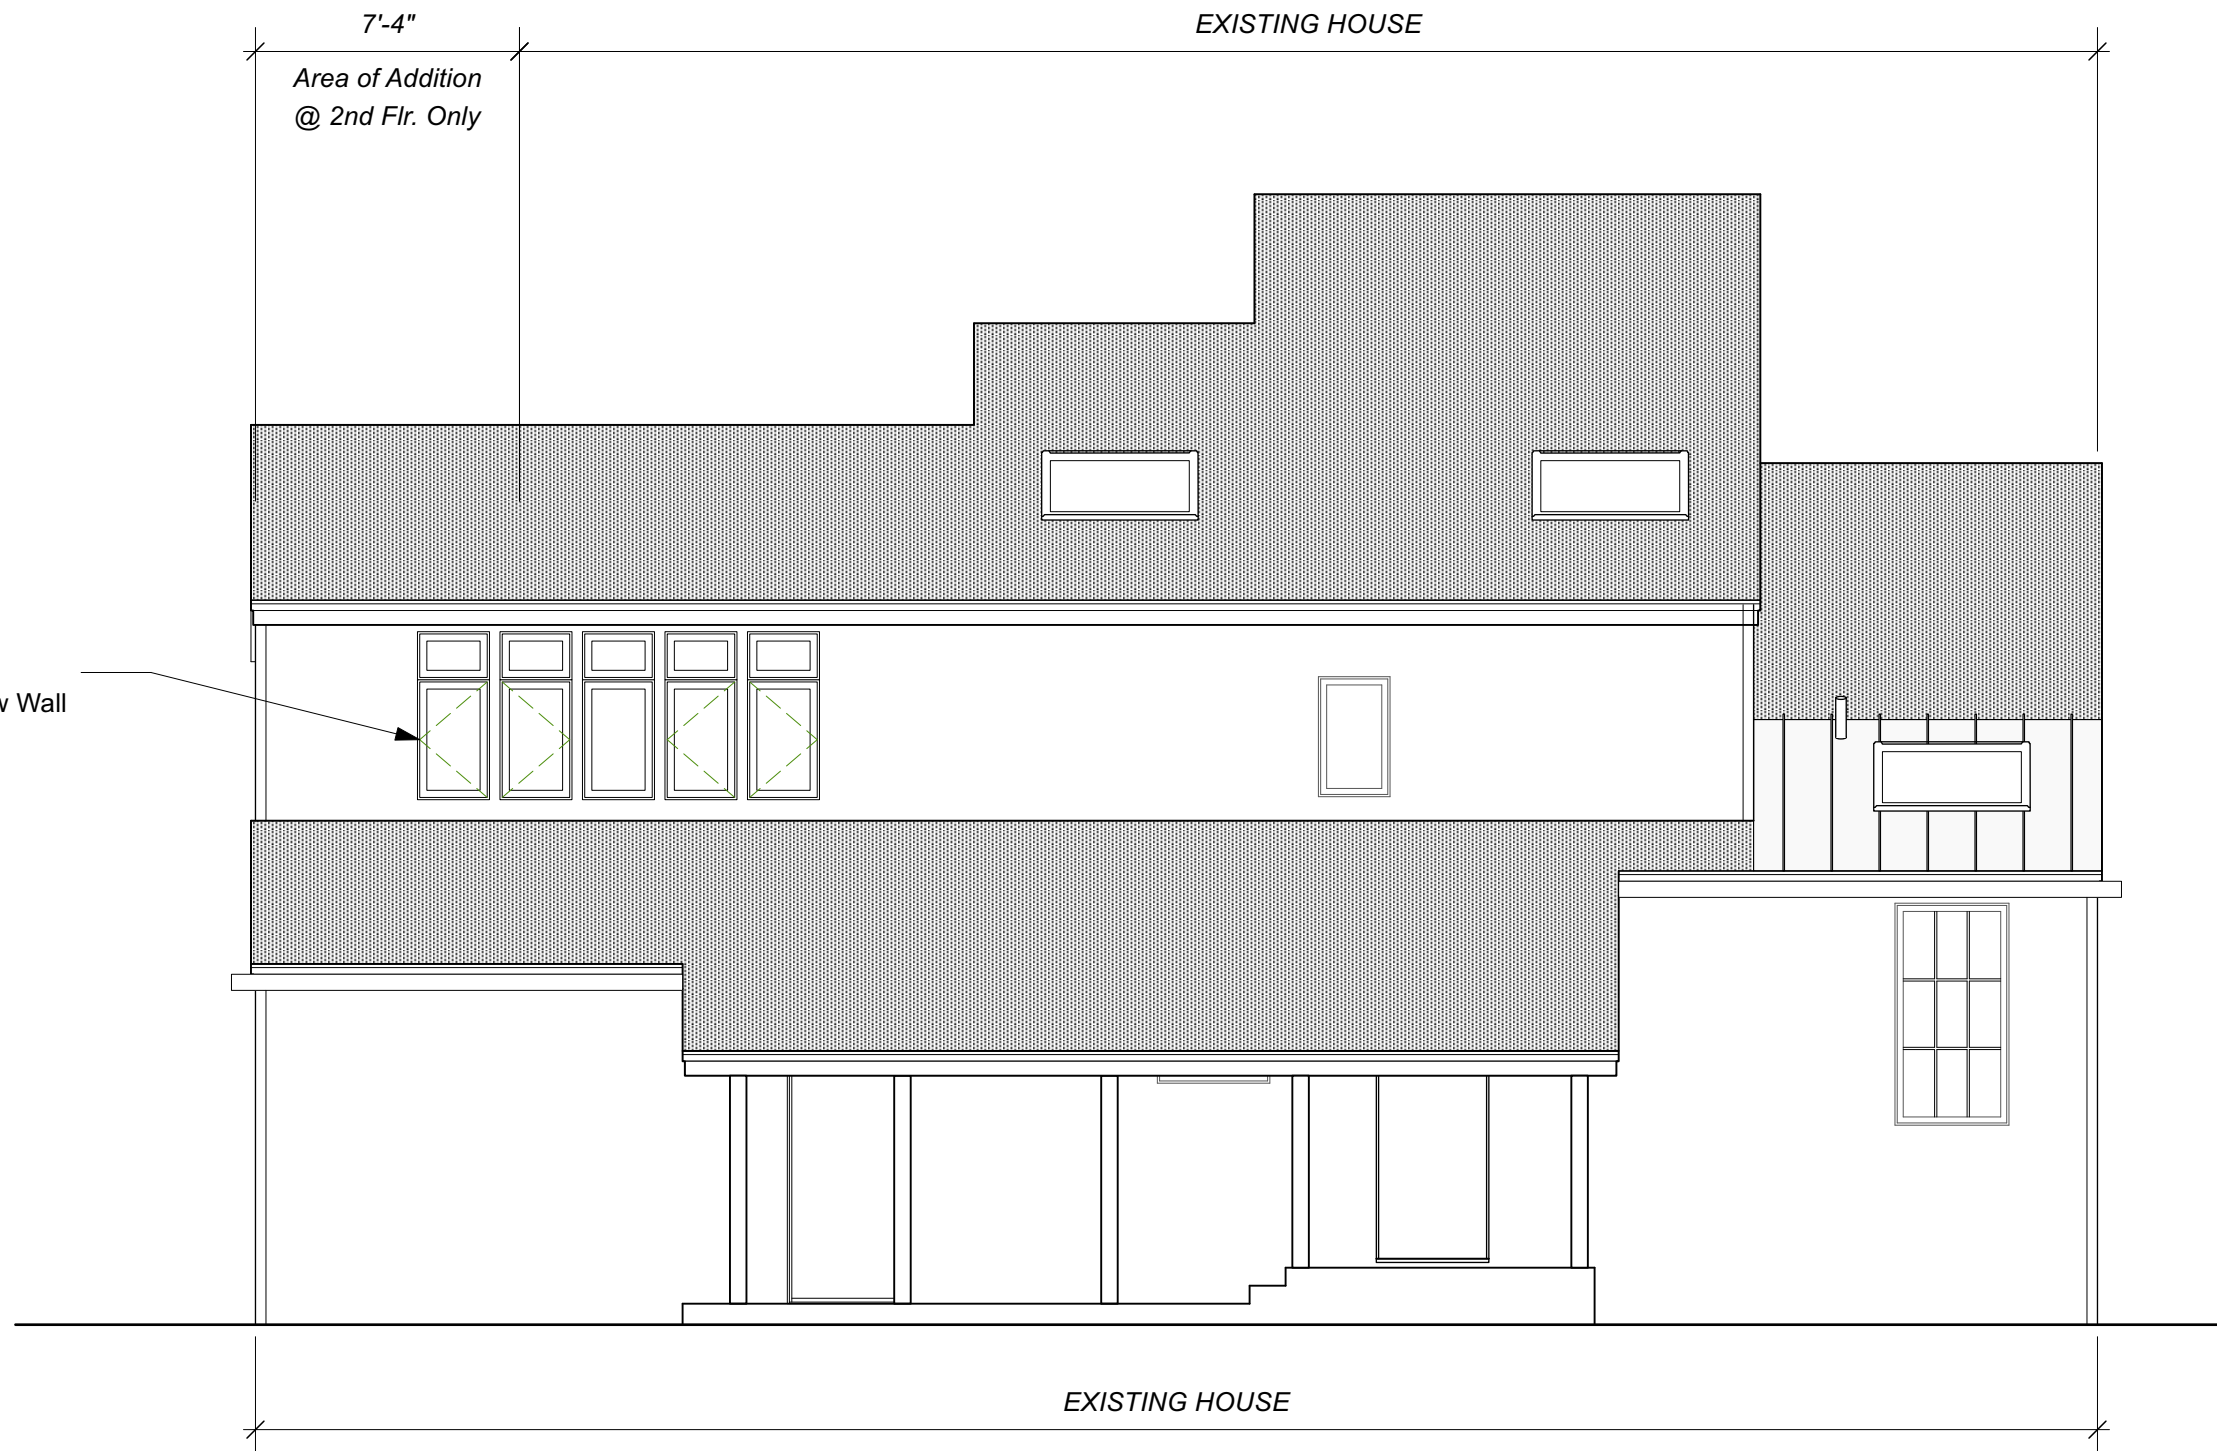 7'-4"
EXISTING HOUSE
Area of Addition
@ 2nd Flr. Only
Wall
EXISTING HOUSE